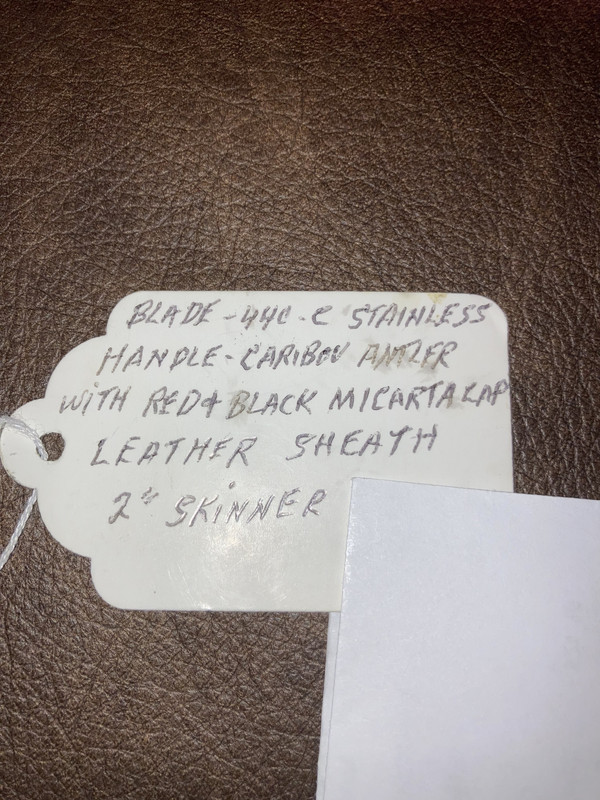 BLADE - 440 - C STAINLESS
HANDLE - CARIBOU ANTLER
WITH RED & BLACK MICARTA CAP
LEATHER SHEATH
2" SKINNER